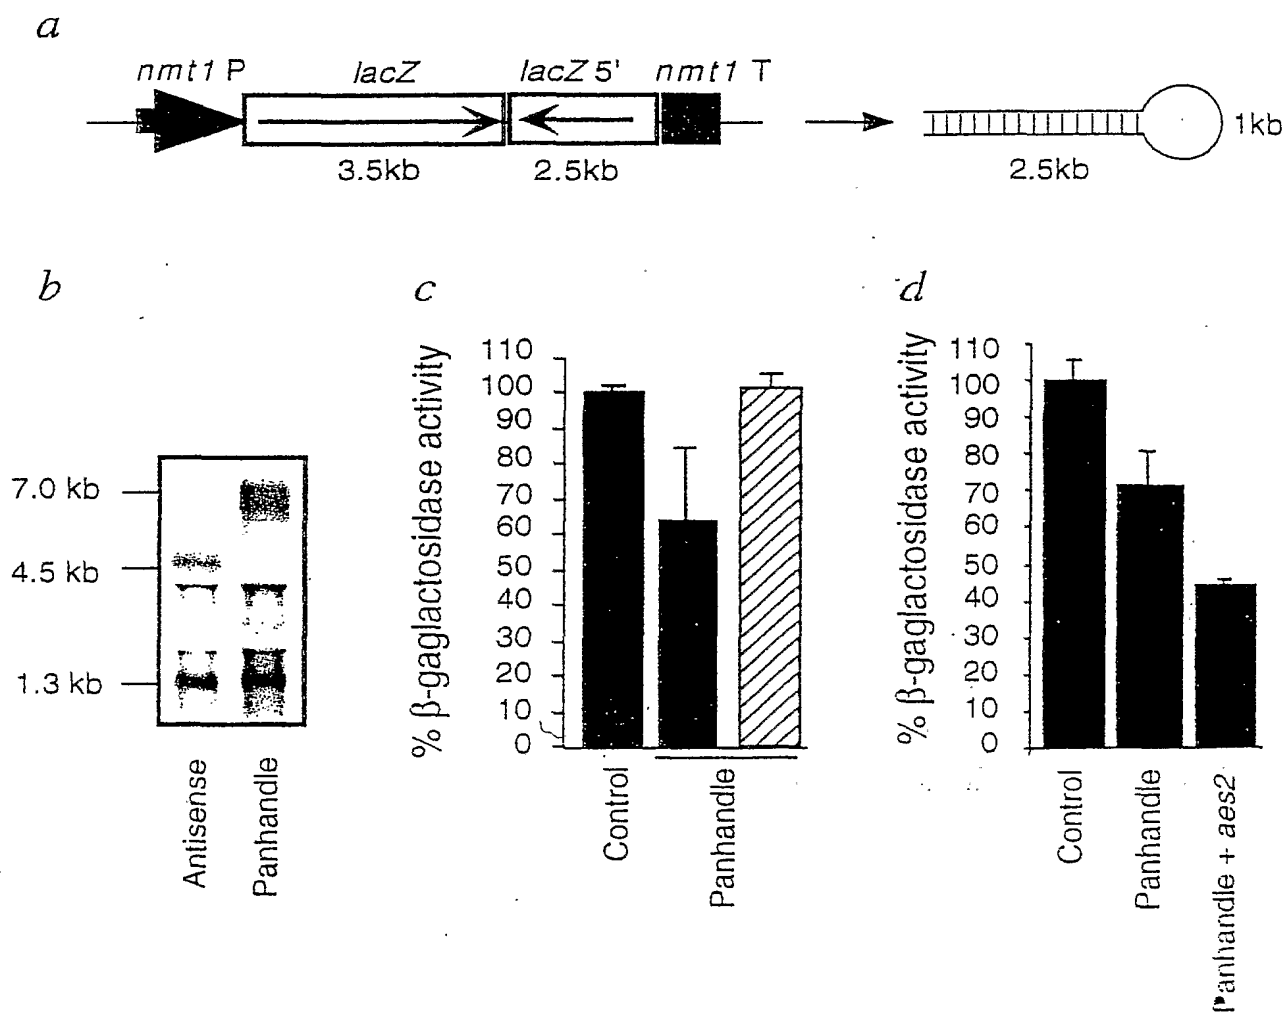 a
nmt1 P
lacZ
lacZ 5'
nmt1 T
3.5kb
2.5kb
2.5kb
1kb
b
7.0 kb
4.5 kb
1.3 kb
Antisense
Panhandle
c
% β-gaglactosidase activity
110
100
90
80
70
60
50
40
30
20
10
0
Control
Panhandle
d
% β-gaglactosidase activity
110
100
90
80
70
60
50
40
30
20
10
0
Control
Panhandle
Panhandle + aes2